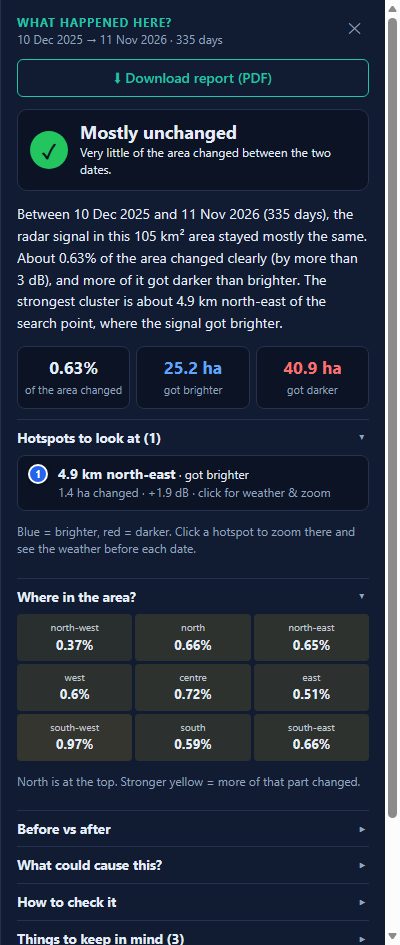 WHAT HAPPENED HERE?
10 Dec 2025 → 11 Nov 2026 · 335 days
⬇ Download report (PDF)
Mostly unchanged
Very little of the area changed between the two
dates.
Between 10 Dec 2025 and 11 Nov 2026 (335 days), the
radar signal in this 105 km² area stayed mostly the same.
About 0.63% of the area changed clearly (by more than
3 dB), and more of it got darker than brighter. The
strongest cluster is about 4.9 km north-east of the
search point, where the signal got brighter.
0.63% 25.2 ha 40.9 ha
of the area changed got brighter got darker
Hotspots to look at (1)
1 4.9 km north-east · got brighter
1.4 ha changed · +1.9 dB · click for weather & zoom
Blue = brighter, red = darker. Click a hotspot to zoom there and
see the weather before each date.
Where in the area?
north-west north north-east
0.37% 0.66% 0.65%
west centre east
0.6% 0.72% 0.51%
south-west south south-east
0.97% 0.59% 0.66%
North is at the top. Stronger yellow = more of that part changed.
Before vs after
What could cause this?
How to check it
Things to keep in mind (3)